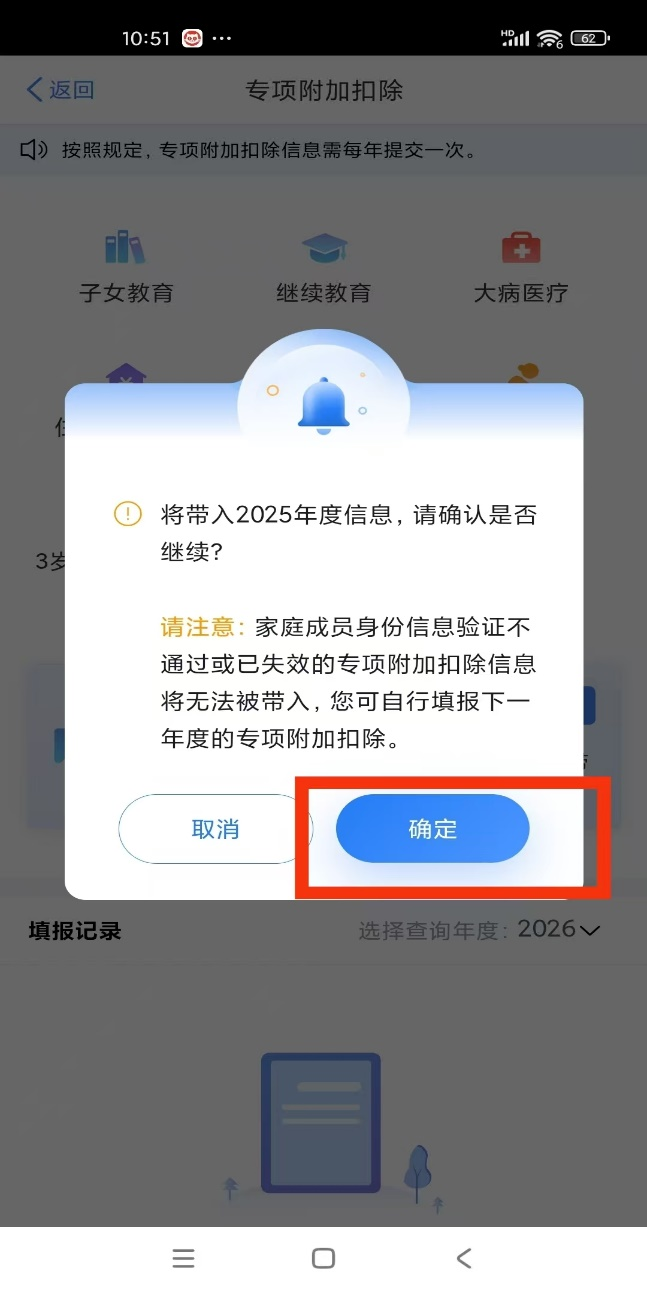 10:51
HD 6 62
返回
专项附加扣除
按照规定，专项附加扣除信息需每年提交一次。
子女教育 继续教育 大病医疗
将带入2025年度信息，请确认是否
继续？
3岁
请注意：家庭成员身份信息验证不
通过或已失效的专项附加扣除信息
将无法被带入，您可自行填报下一
年度的专项附加扣除。
取消 确定
填报记录 选择查询年度：2026